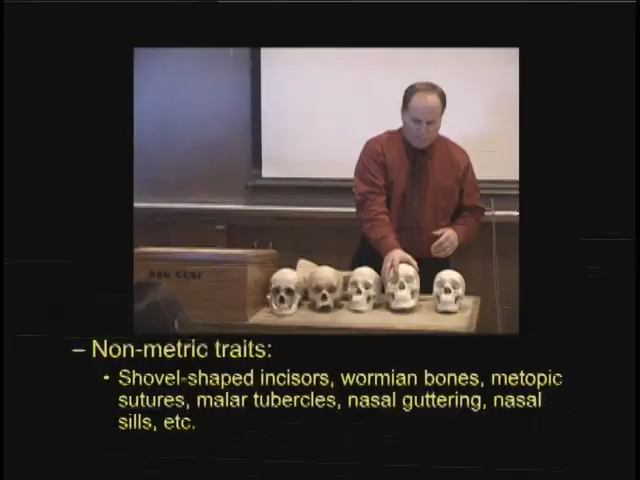 – Non-metric traits:
• Shovel-shaped incisors, wormian bones, metopic
sutures, malar tubercles, nasal guttering, nasal
sills, etc.